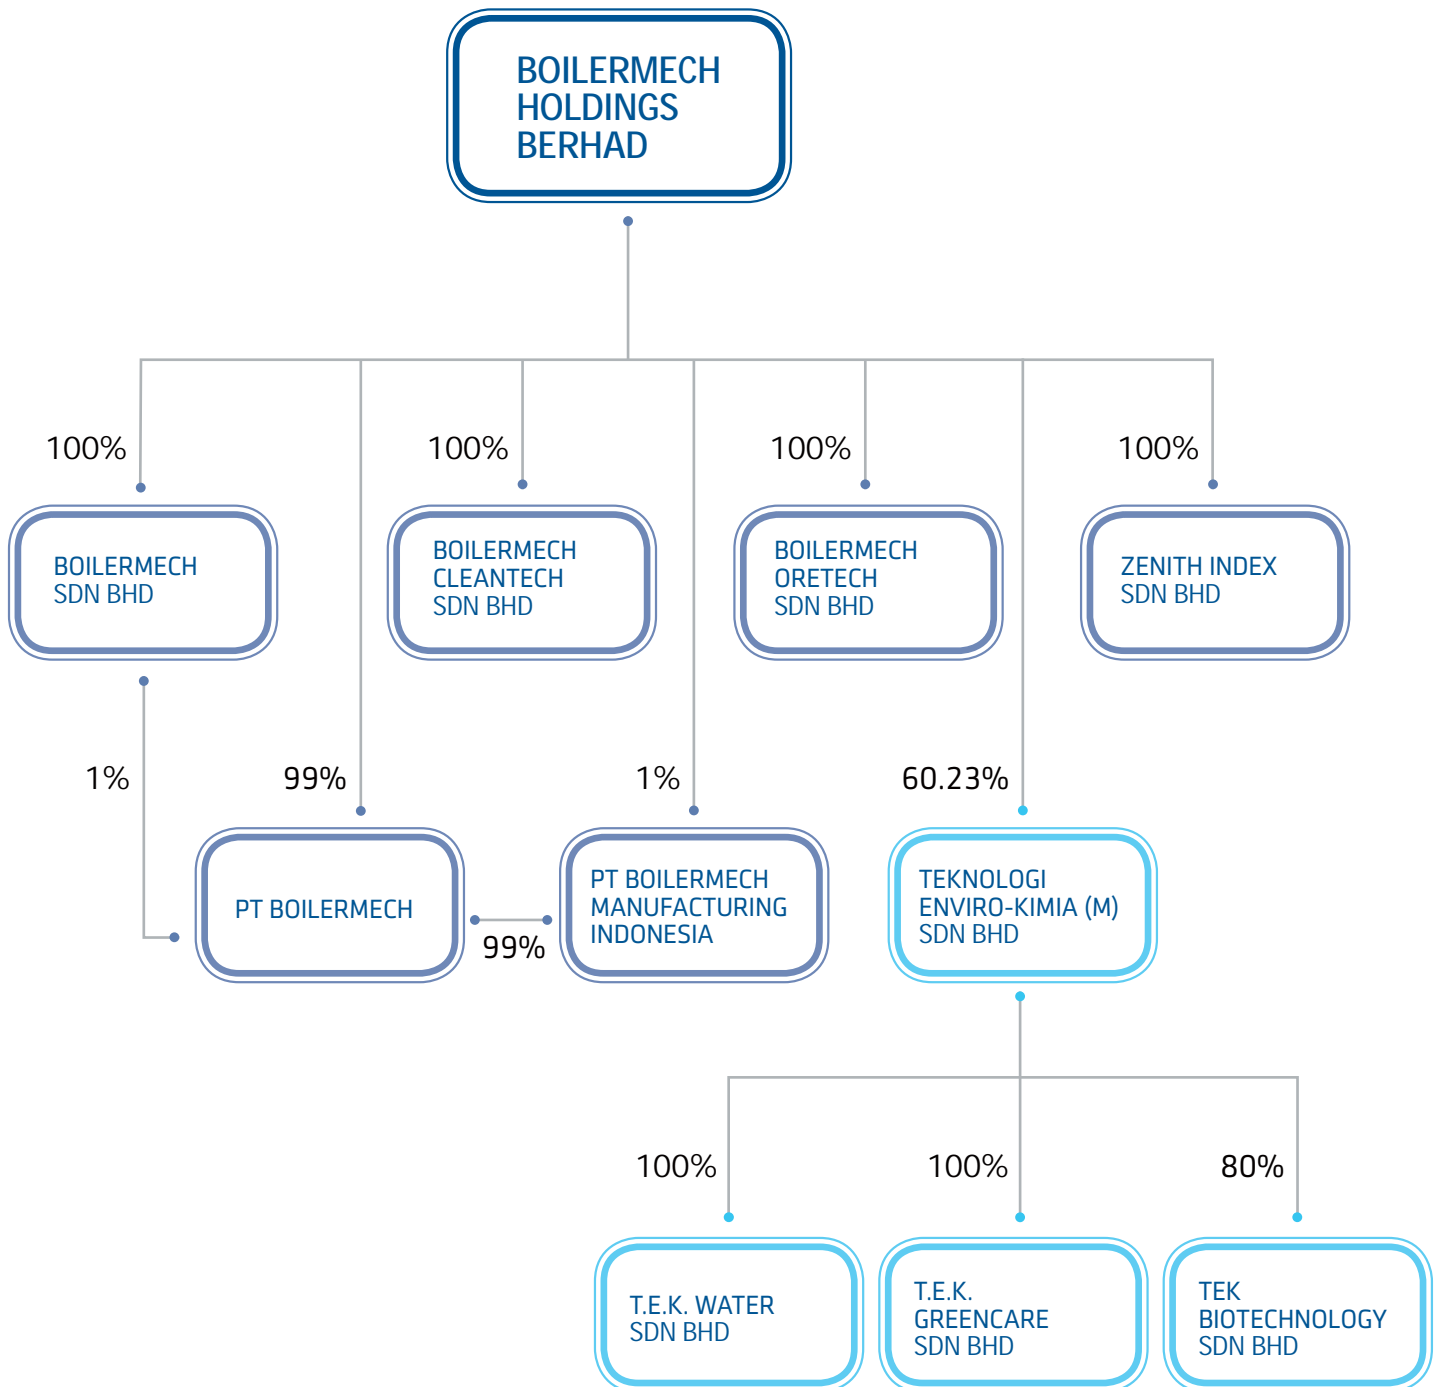 BOILERMECH
HOLDINGS
BERHAD
100%
100%
100%
100%
BOILERMECH
SDN BHD
BOILERMECH
CLEANTECH
SDN BHD
BOILERMECH
ORETECH
SDN BHD
ZENITH INDEX
SDN BHD
1%
99%
1%
60.23%
PT BOILERMECH
99%
PT BOILERMECH
MANUFACTURING
INDONESIA
TEKNOLOGI
ENVIRO-KIMIA (M)
SDN BHD
100%
100%
80%
T.E.K. WATER
SDN BHD
T.E.K.
GREENCARE
SDN BHD
TEK
BIOTECHNOLOGY
SDN BHD